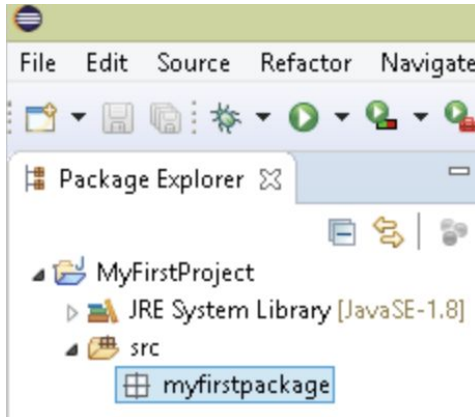 File Edit Source Refactor Navigate
Package Explorer
MyFirstProject
JRE System Library [JavaSE-1.8]
src
myfirstpackage